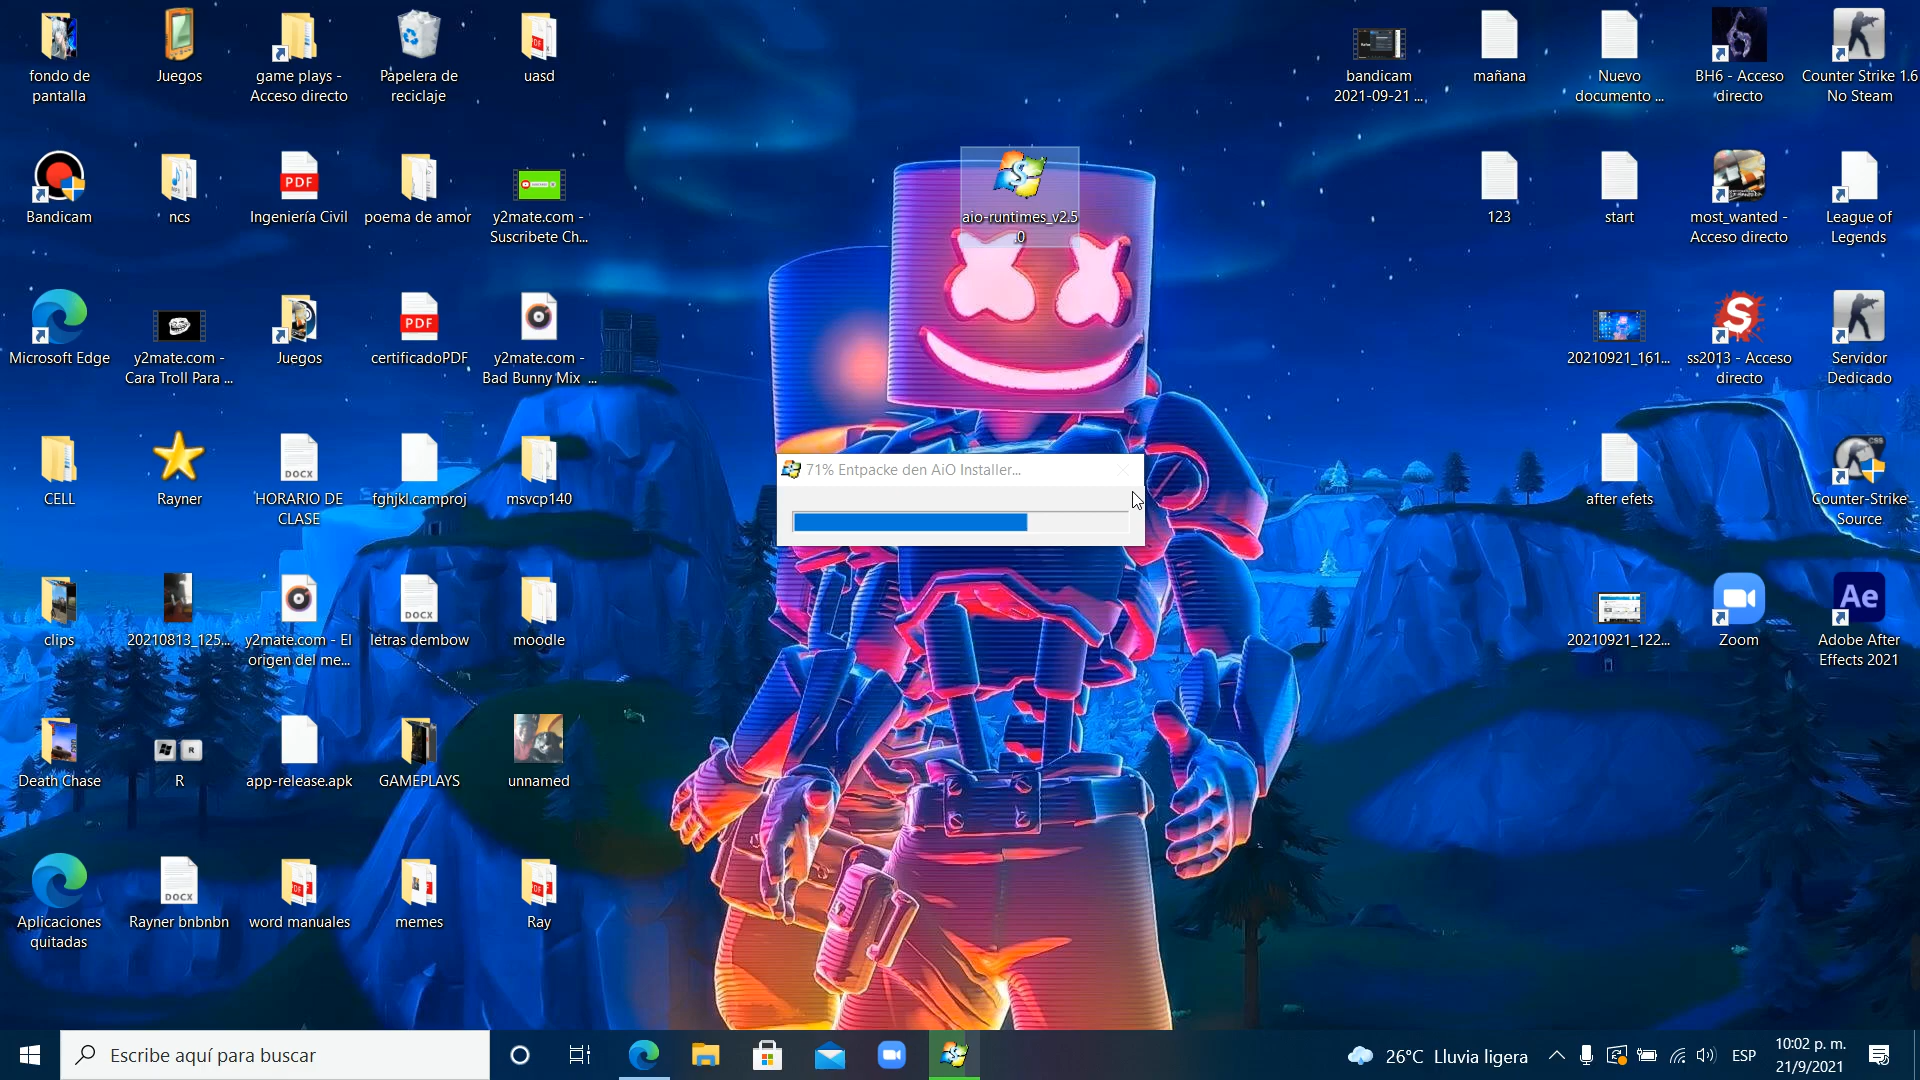 fondo de
pantalla
Juegos
game plays -
Acceso directo
Papelera de
reciclaje
uasd
bandicam
2021-09-21 ...
mañana
Nuevo
documento ...
BH6 - Acceso
directo
Counter Strike 1.6
No Steam
Bandicam
ncs
PDF
Ingeniería Civil
poema de amor
y2mate.com -
Suscribete Ch...
aio-runtimes_v2.5
.0
123
start
most_wanted -
Acceso directo
League of
Legends
Microsoft Edge
y2mate.com -
Cara Troll Para ...
Juegos
PDF
certificadoPDF
y2mate.com -
Bad Bunny Mix ...
20210921_161...
ss2013 - Acceso
directo
Servidor
Dedicado
CELL
Rayner
DOCX
HORARIO DE
CLASE
fghjkl.camproj
msvcp140
71% Entpacke den AiO Installer...
after efets
CSS
Counter-Strike
Source
clips
20210813_125...
y2mate.com - El
origen del me...
DOCX
letras dembow
moodle
20210921_122...
Zoom
Ae
Adobe After
Effects 2021
Death Chase
R
R
app-release.apk
GAMEPLAYS
unnamed
Aplicaciones
quitadas
DOCX
Rayner bnbnbn
word manuales
memes
Ray
Escribe aquí para buscar
26°C Lluvia ligera
ESP
10:02 p. m.
21/9/2021